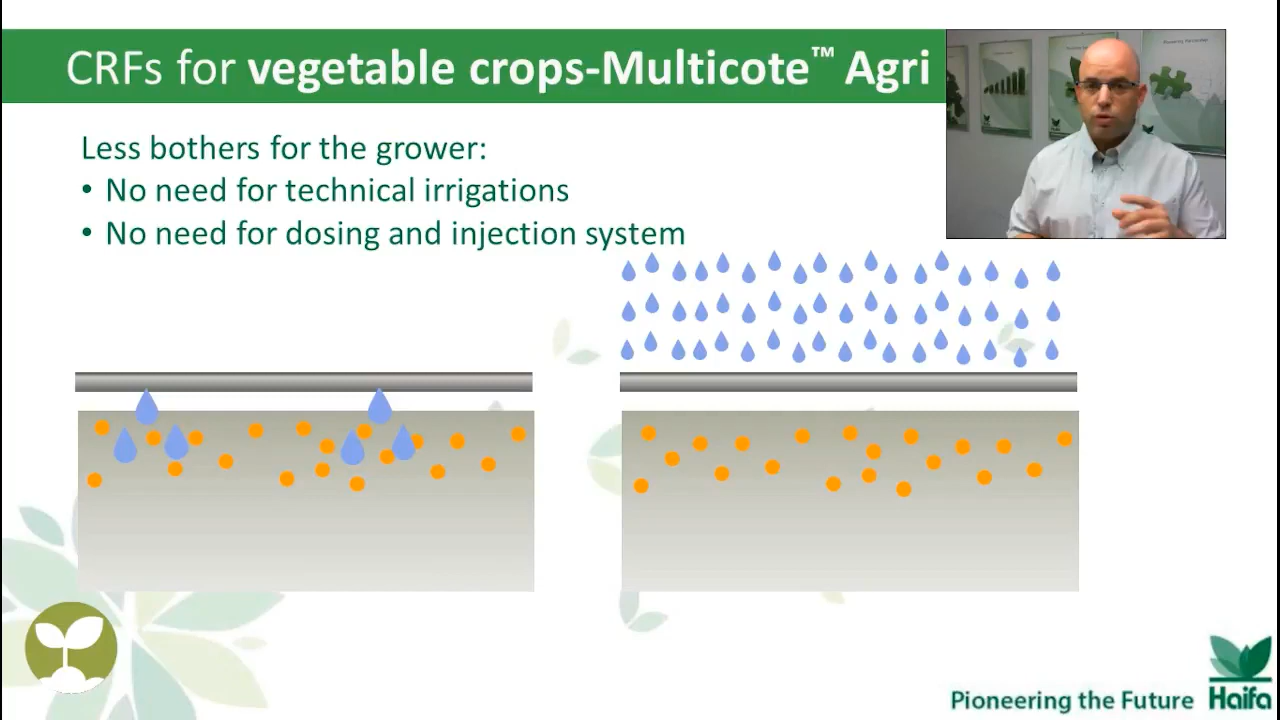 CRFs for vegetable crops-Multicote™ Agri
Less bothers for the grower:
• No need for technical irrigations
• No need for dosing and injection system
Pioneering the Future
Haifa